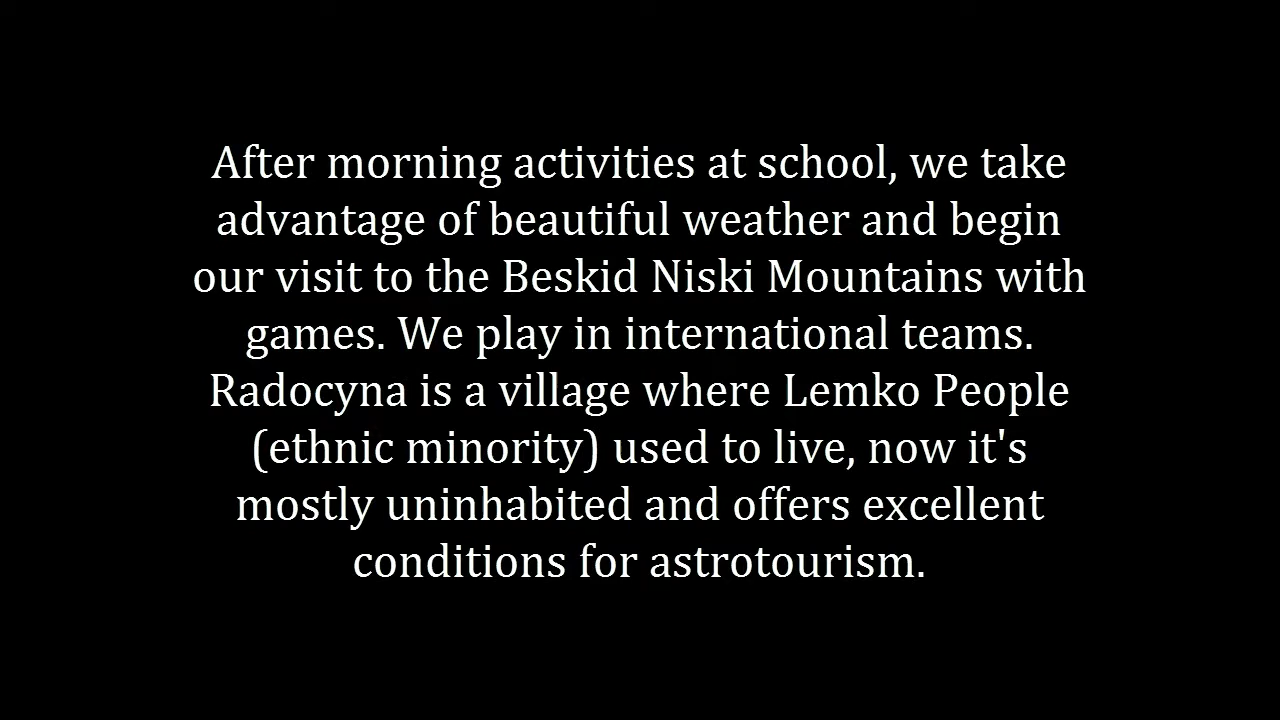 After morning activities at school, we take
advantage of beautiful weather and begin
our visit to the Beskid Niski Mountains with
games. We play in international teams.
Radocyna is a village where Lemko People
(ethnic minority) used to live, now it's
mostly uninhabited and offers excellent
conditions for astrotourism.